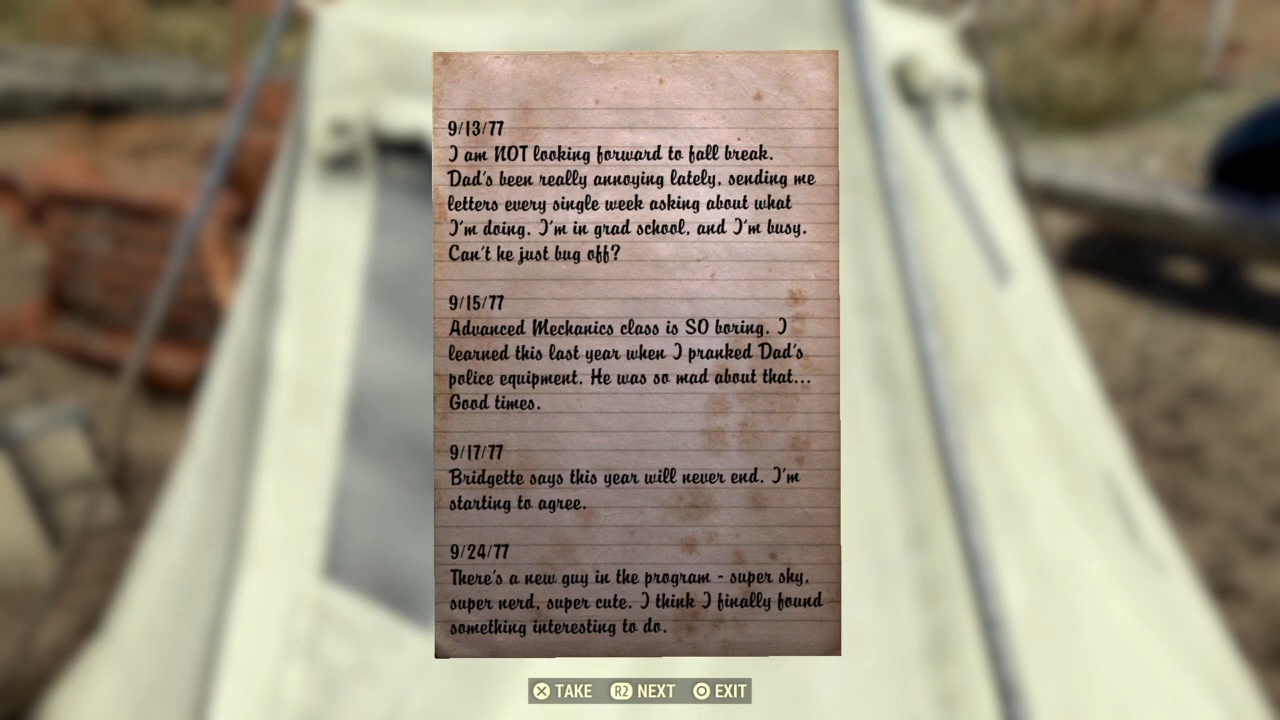 9/13/77
I am NOT looking forward to fall break.
Dad's been really annoying lately, sending me
letters every single week asking about what
I'm doing. I'm in grad school, and I'm busy.
Can't he just bug off?
9/15/77
Advanced Mechanics class is SO boring. I
learned this last year when I pranked Dad's
police equipment. He was so mad about that...
Good times.
9/17/77
Bridgette says this year will never end. I'm
starting to agree.
9/24/77
There's a new guy in the program - super shy,
super nerd, super cute. I think I finally found
something interesting to do.
TAKE R2 NEXT EXIT